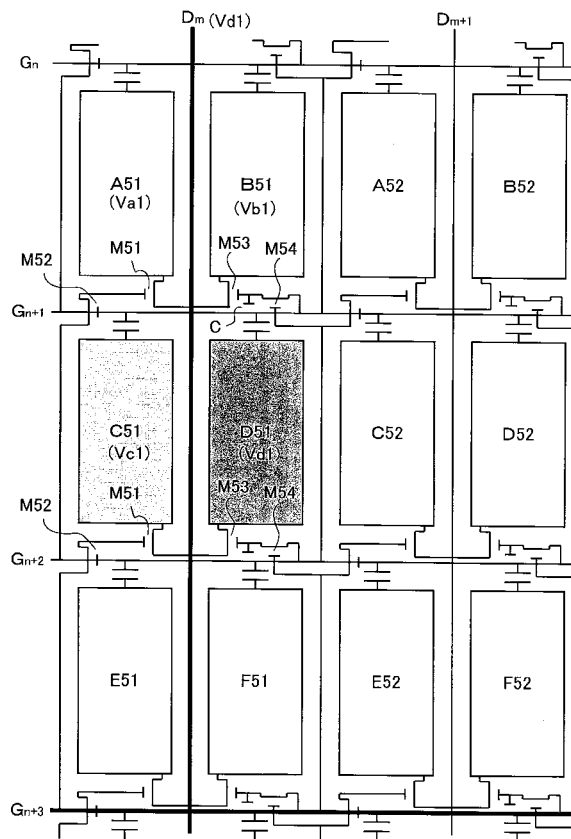 Dm(Vd1) Dm+1
Gn
A51 B51 A52 B52
(Va1) (Vb1)
M52 M51 M53 M54
Gn+1
C
C51 D51 C52 D52
(Vc1) (Vd1)
M52 M51 M53 M54
Gn+2
E51 F51 E52 F52
Gn+3